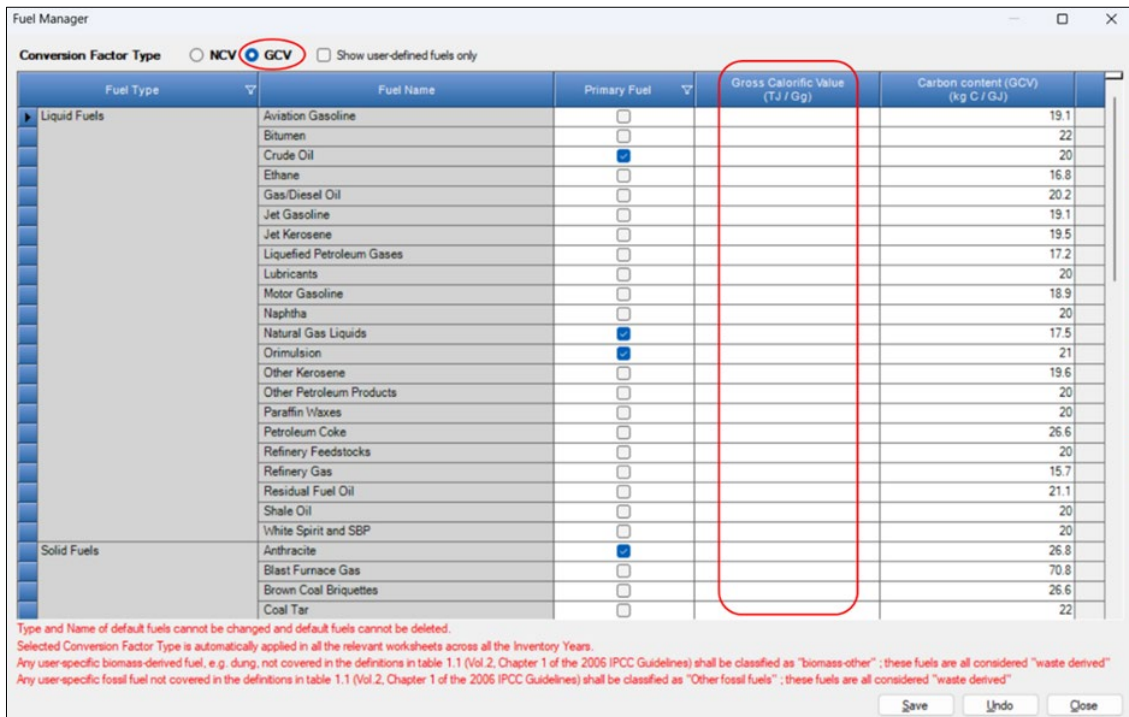 Fuel Manager
Conversion Factor Type NCV GCV Show user-defined fuels only
Fuel Type Fuel Name Primary Fuel Gross Calorific Value (TJ / Gg) Carbon content (GCV) (kg C / GJ)
Liquid Fuels Aviation Gasoline 19.1
Bitumen 22
Crude Oil 20
Ethane 16.8
Gas/Diesel Oil 20.2
Jet Gasoline 19.1
Jet Kerosene 19.5
Liquefied Petroleum Gases 17.2
Lubricants 20
Motor Gasoline 18.9
Naphtha 20
Natural Gas Liquids 17.5
Orimulsion 21
Other Kerosene 19.6
Other Petroleum Products 20
Paraffin Waxes 20
Petroleum Coke 26.6
Refinery Feedstocks 20
Refinery Gas 15.7
Residual Fuel Oil 21.1
Shale Oil 20
White Spirit and SBP 20
Solid Fuels Anthracite 26.8
Blast Furnace Gas 70.8
Brown Coal Briquettes 26.6
Coal Tar 22
Type and Name of default fuels cannot be changed and default fuels cannot be deleted.
Selected Conversion Factor Type is automatically applied in all the relevant worksheets across all the Inventory Years.
Any user-specific biomass-derived fuel, e.g. dung, not covered in the definitions in table 1.1 (Vol.2, Chapter 1 of the 2006 IPCC Guidelines) shall be classified as "biomass-other" ; these fuels are all considered "waste derived"
Any user-specific fossil fuel not covered in the definitions in table 1.1 (Vol.2, Chapter 1 of the 2006 IPCC Guidelines) shall be classified as "Other fossil fuels" ; these fuels are all considered "waste derived"
Save Undo Close